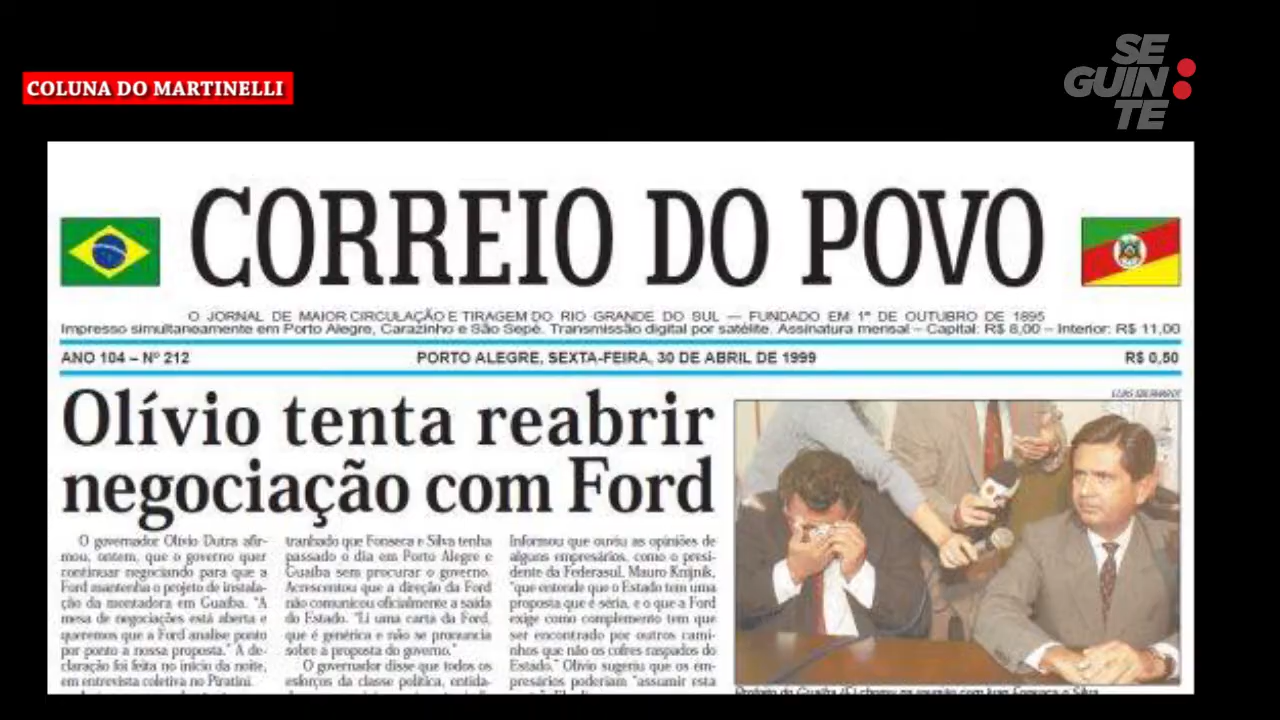 COLUNA DO MARTINELLI
SE
GUIN
TE
CORREIO DO POVO
O JORNAL DE MAIOR CIRCULAÇÃO E TIRAGEM DO RIO GRANDE DO SUL — FUNDADO EM 1º DE OUTUBRO DE 1895
Impresso simultaneamente em Porto Alegre, Carazinho e São Sepé. Transmissão digital por satélite. Assinatura mensal – Capital: R$ 8,00 – Interior: R$ 11,00
ANO 104 – Nº 212 PORTO ALEGRE, SEXTA-FEIRA, 30 DE ABRIL DE 1999 R$ 0,50
Olívio tenta reabrir
negociação com Ford
O governador Olívio Dutra afir-
mou, ontem, que o governo quer
continuar negociando para que a
Ford mantenha o projeto de instala-
ção da montadora em Guaíba. "A
mesa de negociações está aberta e
queremos que a Ford analise ponto
por ponto a nossa proposta." A de-
claração foi feita no início da noite,
em entrevista coletiva no Piratini.
tranhado que Fonseca e Silva tenha
passado o dia em Porto Alegre e
Guaíba sem procurar o governo.
Acrescentou que a direção da Ford
não comunicou oficialmente a saída
do Estado. "Li uma carta da Ford,
que é genérica e não se pronuncia
sobre a proposta do governo."
O governador disse que todos os
esforços da classe política, entida-
Informou que ouviu as opiniões de
alguns empresários, como o presi-
dente da Federasul, Mauro Knijnik,
"que entende que o Estado tem uma
proposta que é séria, e o que a Ford
exige como complemento tem que
ser encontrado por outros cami-
nhos que não os cofres raspados do
Estado." Olívio sugeriu que os em-
presários poderiam "assumir esta